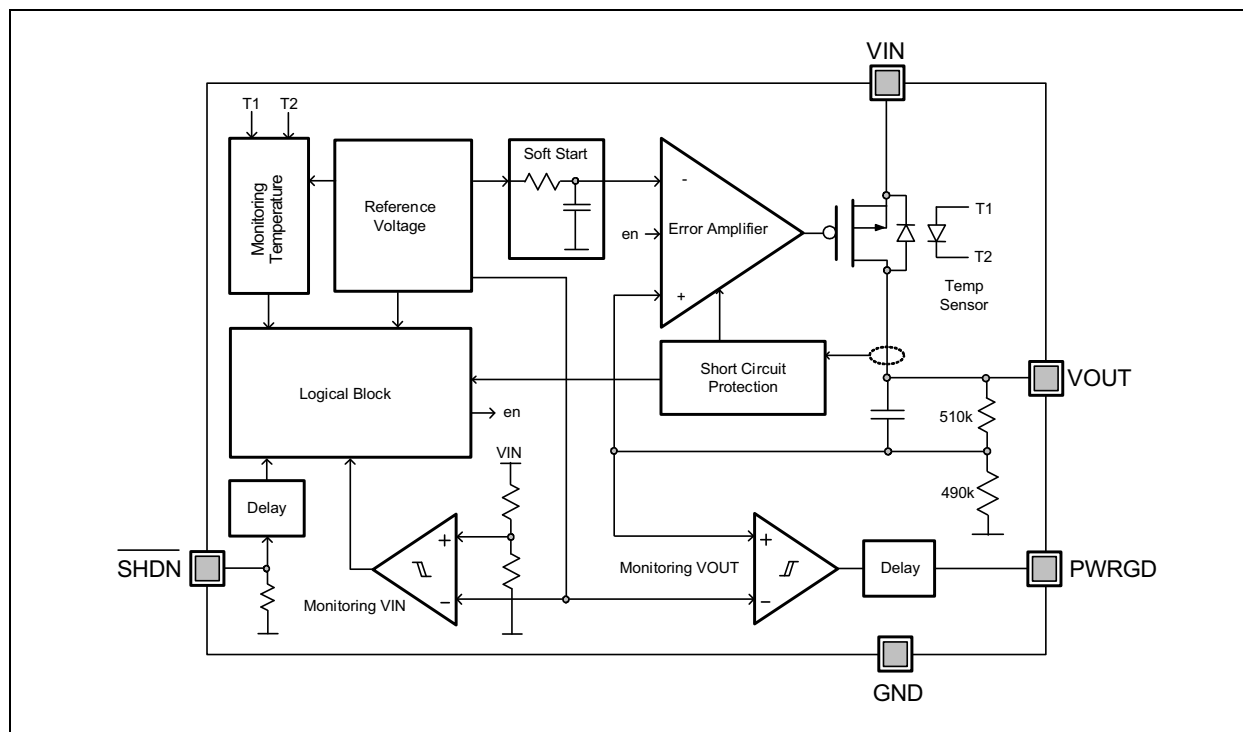 VIN
T1 T2
Monitoring
Temperature
Reference
Voltage
Soft Start
-
en
+
Error Amplifier
T1
T2
Temp
Sensor
Logical Block
en
Short Circuit
Protection
VOUT
510k
490k
VIN
Delay
SHDN
+
−
Monitoring VIN
Monitoring VOUT
+
−
Delay
PWRGD
GND